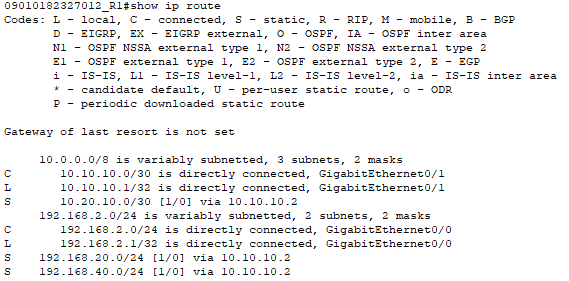 09010182327012_R1#show ip route
Codes: L - local, C - connected, S - static, R - RIP, M - mobile, B - BGP
       D - EIGRP, EX - EIGRP external, O - OSPF, IA - OSPF inter area
       N1 - OSPF NSSA external type 1, N2 - OSPF NSSA external type 2
       E1 - OSPF external type 1, E2 - OSPF external type 2, E - EGP
       i - IS-IS, L1 - IS-IS level-1, L2 - IS-IS level-2, ia - IS-IS inter area
       * - candidate default, U - per-user static route, o - ODR
       P - periodic downloaded static route
Gateway of last resort is not set
     10.0.0.0/8 is variably subnetted, 3 subnets, 2 masks
C       10.10.10.0/30 is directly connected, GigabitEthernet0/1
L       10.10.10.1/32 is directly connected, GigabitEthernet0/1
S       10.20.10.0/30 [1/0] via 10.10.10.2
     192.168.2.0/24 is variably subnetted, 2 subnets, 2 masks
C       192.168.2.0/24 is directly connected, GigabitEthernet0/0
L       192.168.2.1/32 is directly connected, GigabitEthernet0/0
S    192.168.20.0/24 [1/0] via 10.10.10.2
S    192.168.40.0/24 [1/0] via 10.10.10.2